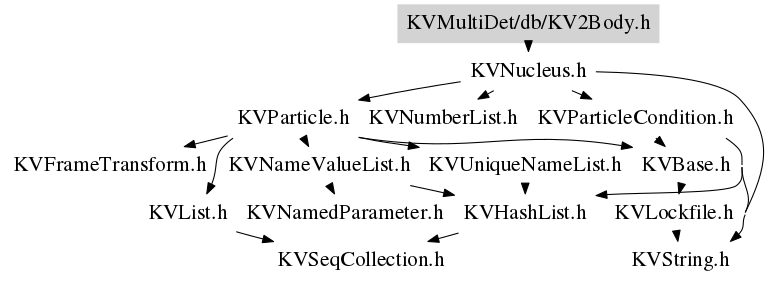 KVMultiDet/db/KV2Body.h
KVNucleus.h
KVParticle.h KVNumberList.h KVParticleCondition.h
KVFrameTransform.h KVNameValueList.h KVUniqueNameList.h KVBase.h
KVList.h KVNamedParameter.h KVHashList.h KVLockfile.h
KVSeqCollection.h KVString.h